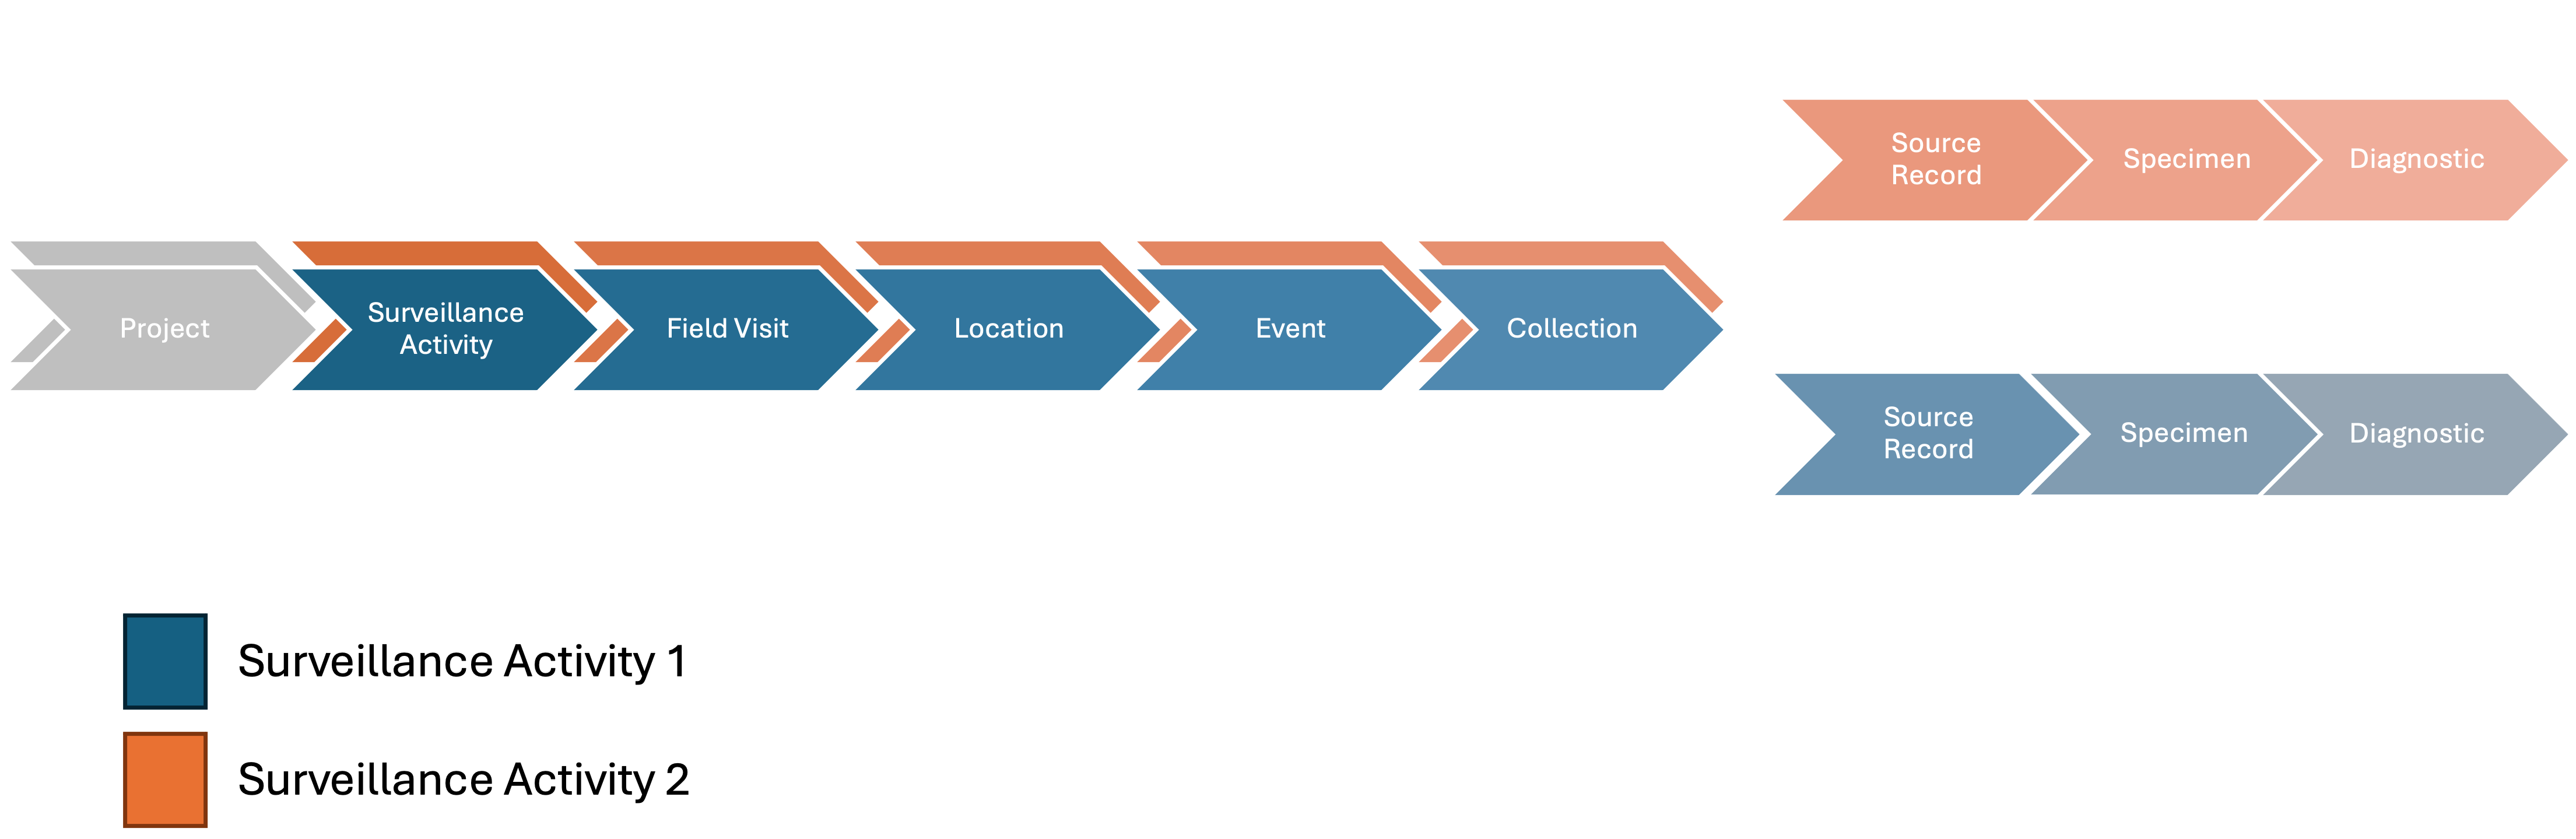 Source
Record
Specimen
Diagnostic
Project
Surveillance
Activity
Field Visit
Location
Event
Collection
Source
Record
Specimen
Diagnostic
Surveillance Activity 1
Surveillance Activity 2